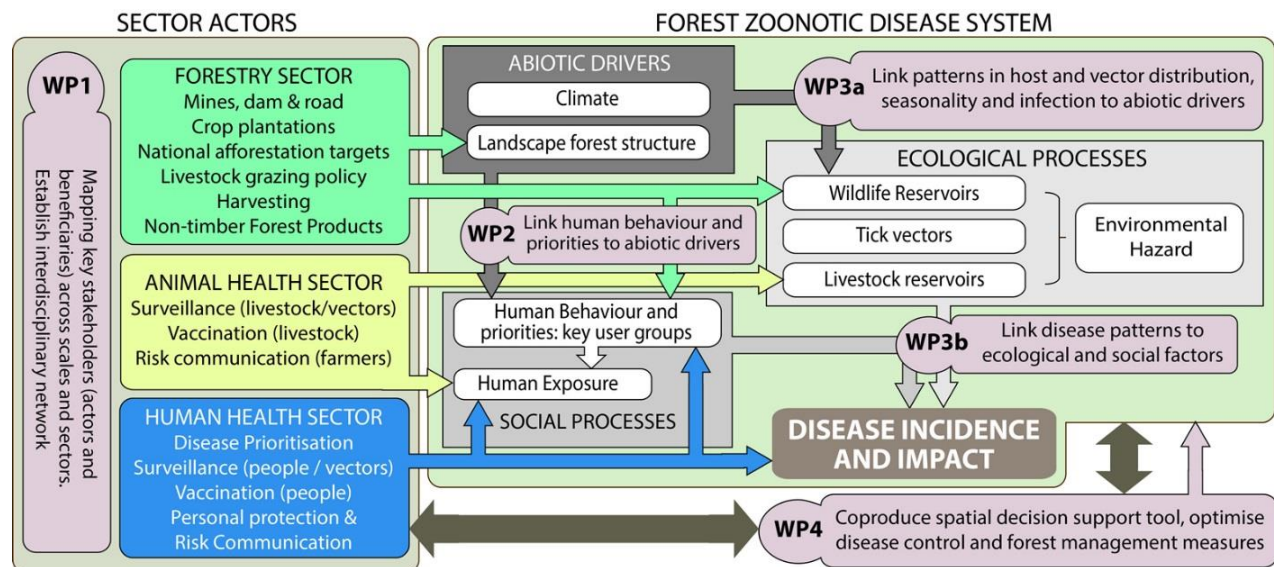 SECTOR ACTORS
WP1
Mapping key stakeholders (actors and
beneficiaries) across scales and sectors.
Establish interdisciplinary network
FORESTRY SECTOR
Mines, dam & road
Crop plantations
National afforestation targets
Livestock grazing policy
Harvesting
Non-timber Forest Products
ANIMAL HEALTH SECTOR
Surveillance (livestock/vectors)
Vaccination (livestock)
Risk communication (farmers)
HUMAN HEALTH SECTOR
Disease Prioritisation
Surveillance (people / vectors)
Vaccination (people)
Personal protection &
Risk Communication
FOREST ZOONOTIC DISEASE SYSTEM
ABIOTIC DRIVERS
Climate
Landscape forest structure
WP3a
Link patterns in host and vector distribution,
seasonality and infection to abiotic drivers
ECOLOGICAL PROCESSES
Wildlife Reservoirs
Tick vectors
Livestock reservoirs
Environmental
Hazard
WP2
Link human behaviour and
priorities to abiotic drivers
Human Behaviour and
priorities: key user groups
Human Exposure
SOCIAL PROCESSES
WP3b
Link disease patterns to
ecological and social factors
DISEASE INCIDENCE
AND IMPACT
WP4
Coproduce spatial decision support tool, optimise
disease control and forest management measures